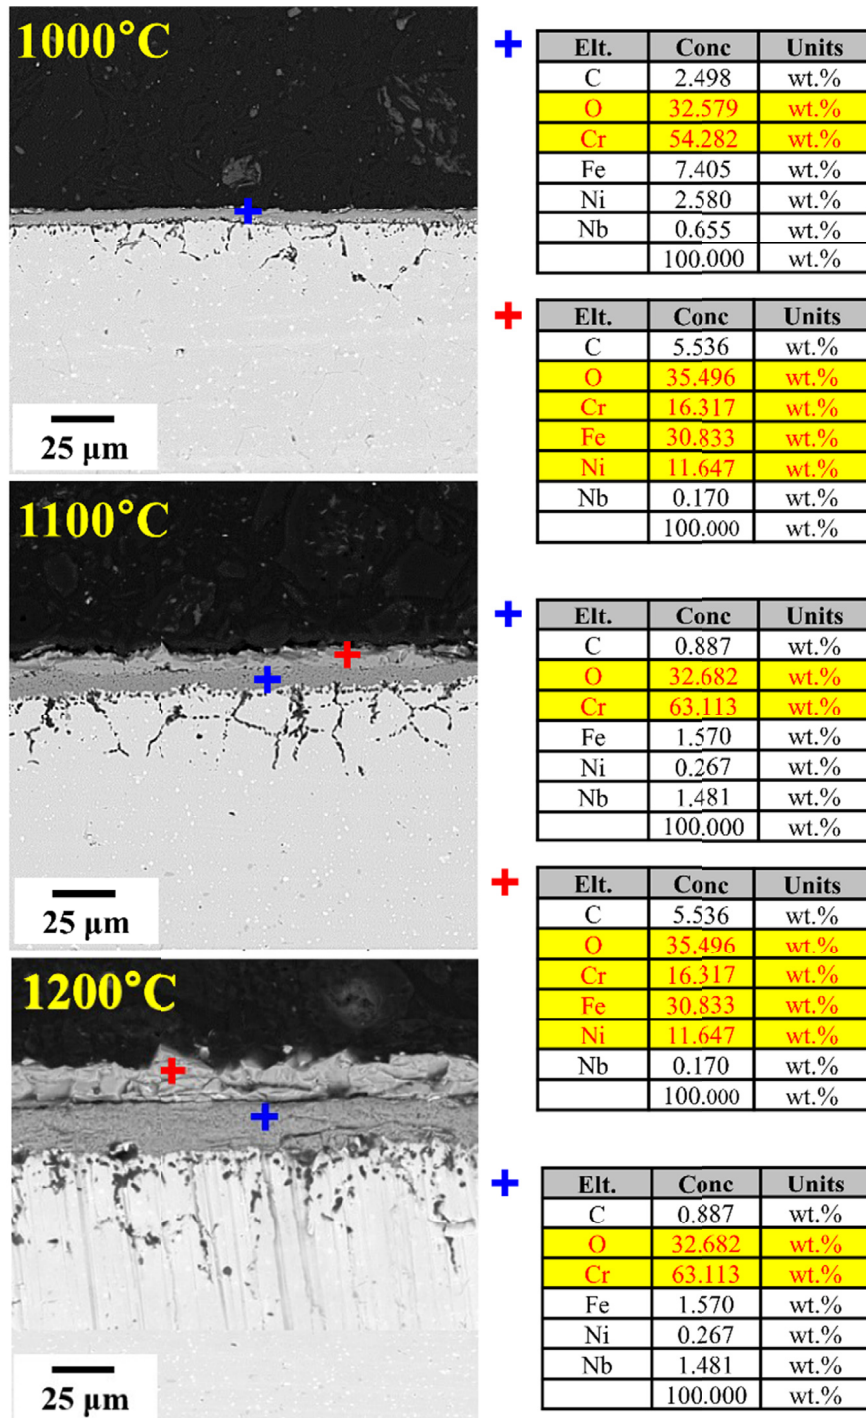 1000°C
25 µm
Elt. Conc Units
C 2.498 wt.%
O 32.579 wt.%
Cr 54.282 wt.%
Fe 7.405 wt.%
Ni 2.580 wt.%
Nb 0.655 wt.%
100.000 wt.%
Elt. Conc Units
C 5.536 wt.%
O 35.496 wt.%
Cr 16.317 wt.%
Fe 30.833 wt.%
Ni 11.647 wt.%
Nb 0.170 wt.%
100.000 wt.%
1100°C
25 µm
Elt. Conc Units
C 0.887 wt.%
O 32.682 wt.%
Cr 63.113 wt.%
Fe 1.570 wt.%
Ni 0.267 wt.%
Nb 1.481 wt.%
100.000 wt.%
Elt. Conc Units
C 5.536 wt.%
O 35.496 wt.%
Cr 16.317 wt.%
Fe 30.833 wt.%
Ni 11.647 wt.%
Nb 0.170 wt.%
100.000 wt.%
1200°C
25 µm
Elt. Conc Units
C 0.887 wt.%
O 32.682 wt.%
Cr 63.113 wt.%
Fe 1.570 wt.%
Ni 0.267 wt.%
Nb 1.481 wt.%
100.000 wt.%